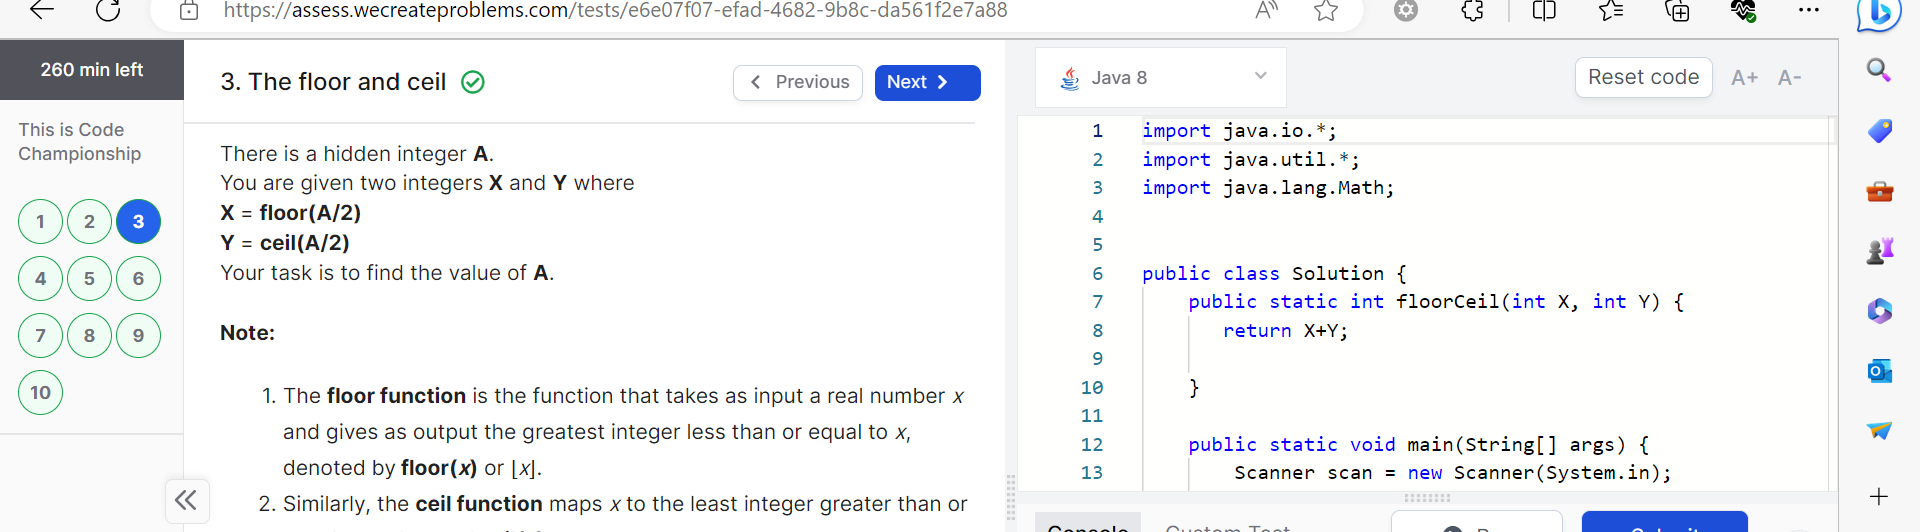 https://assess.wecreateproblems.com/tests/e6e07f07-efad-4682-9b8c-da561f2e7a88
260 min left
This is Code
Championship
1 2 3
4 5 6
7 8 9
10
3. The floor and ceil
Previous
Next
There is a hidden integer A.
You are given two integers X and Y where
X = floor(A/2)
Y = ceil(A/2)
Your task is to find the value of A.
Note:
1. The floor function is the function that takes as input a real number x
and gives as output the greatest integer less than or equal to x,
denoted by floor(x) or ⌊x⌋.
2. Similarly, the ceil function maps x to the least integer greater than or
Java 8
Reset code
A+ A-
1 import java.io.*;
2 import java.util.*;
3 import java.lang.Math;
4
5
6 public class Solution {
7 public static int floorCeil(int X, int Y) {
8 return X+Y;
9
10 }
11
12 public static void main(String[] args) {
13 Scanner scan = new Scanner(System.in);
Console
Custom Test
Submit